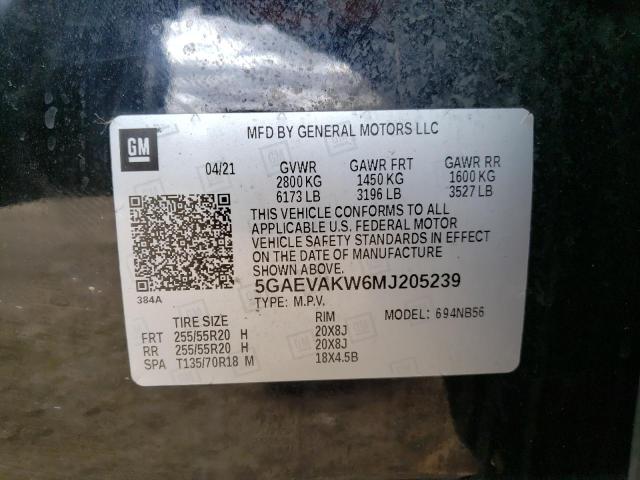 GM
MFD BY GENERAL MOTORS LLC
04/21 GVWR GAWR FRT GAWR RR
2800 KG 1450 KG 1600 KG
6173 LB 3196 LB 3527 LB
THIS VEHICLE CONFORMS TO ALL
APPLICABLE U.S. FEDERAL MOTOR
VEHICLE SAFETY STANDARDS IN EFFECT
ON THE DATE OF MANUFACTURE
SHOWN ABOVE.
384A
5GAEVAKW6MJ205239
TYPE: M.P.V. MODEL: 694NB56
TIRE SIZE RIM
FRT 255/55R20 H 20X8J
RR 255/55R20 H 20X8J
SPA T135/70R18 M 18X4.5B